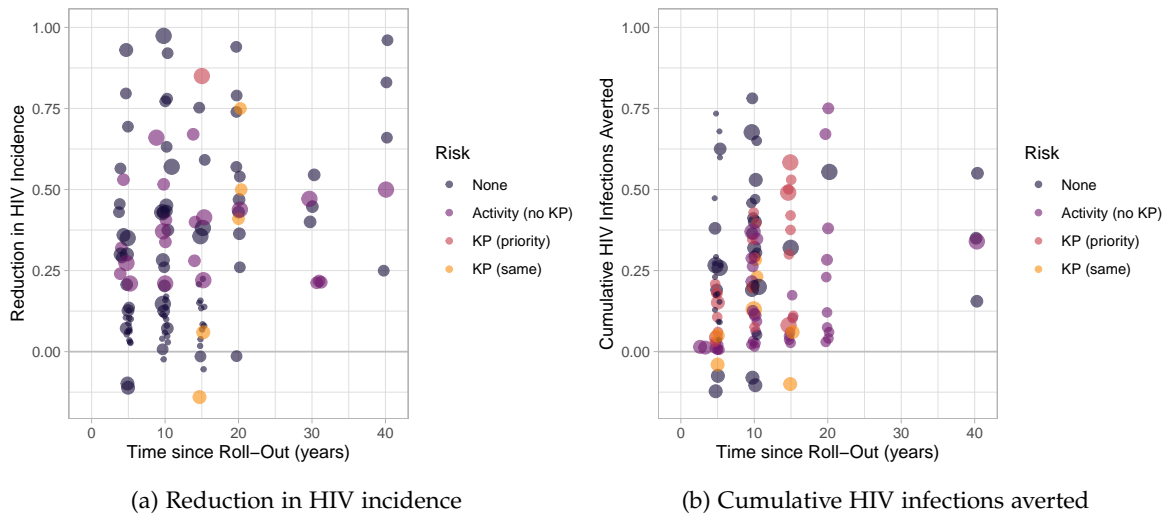 1.00
0.75
0.50
0.25
0.00
Reduction in HIV Incidence
0 10 20 30 40
Time since Roll−Out (years)
Risk
None
Activity (no KP)
KP (priority)
KP (same)
(a) Reduction in HIV incidence
1.00
0.75
0.50
0.25
0.00
Cumulative HIV Infections Averted
0 10 20 30 40
Time since Roll−Out (years)
Risk
None
Activity (no KP)
KP (priority)
KP (same)
(b) Cumulative HIV infections averted